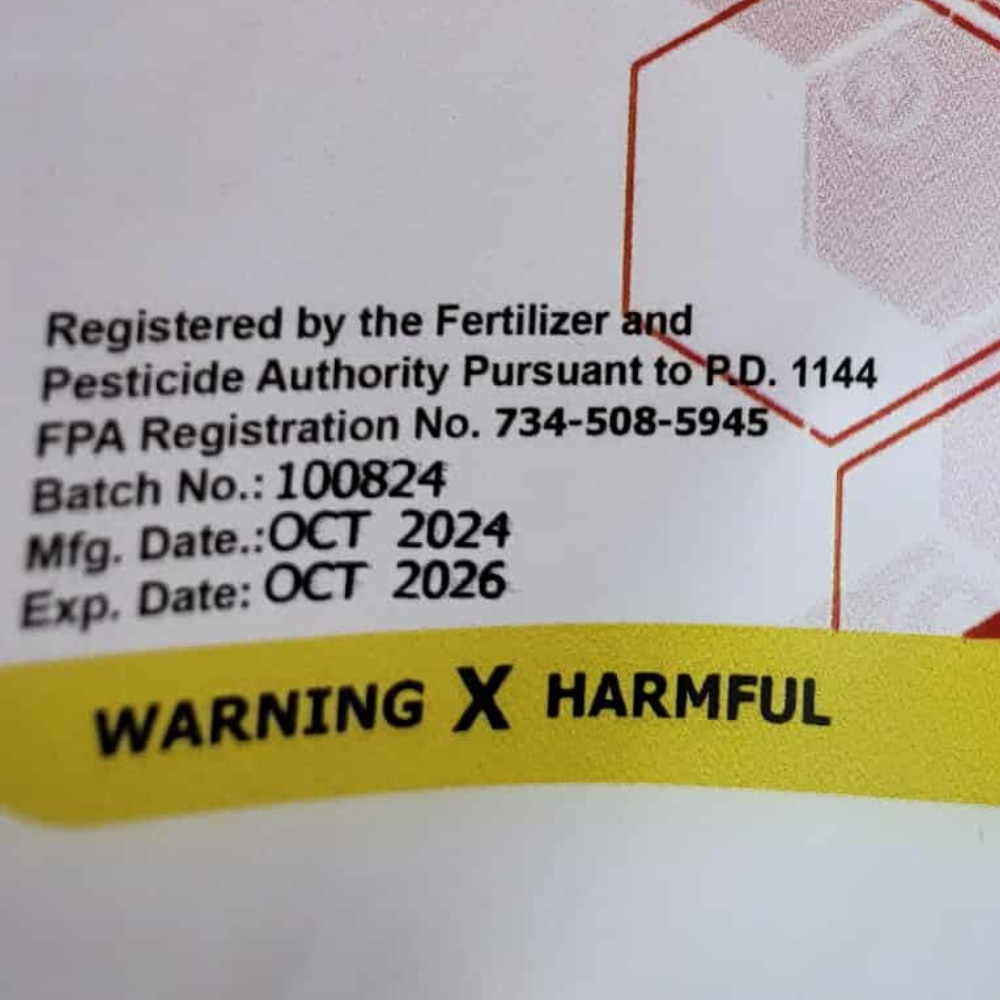 Registered by the Fertilizer and
Pesticide Authority Pursuant to P.D. 1144
FPA Registration No. 734-508-5945
Batch No.: 100824
Mfg. Date.:OCT 2024
Exp. Date: OCT 2026
WARNING X HARMFUL